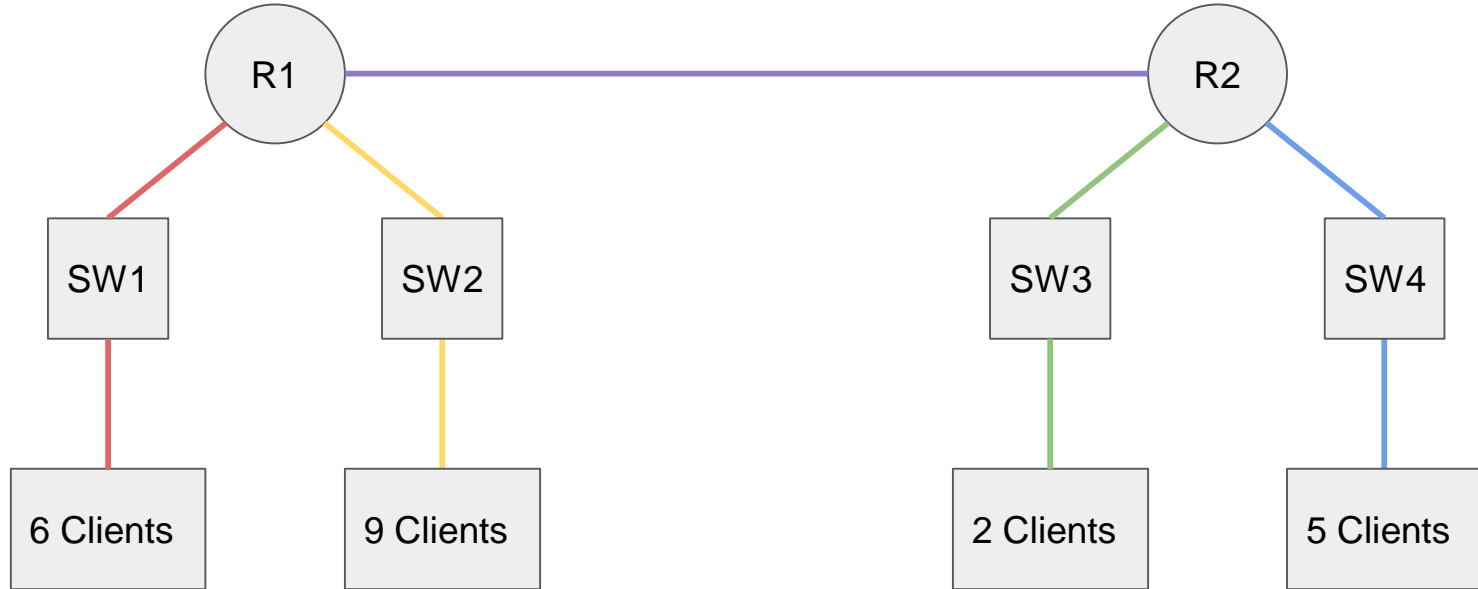 R1
R2
SW1
SW2
SW3
SW4
6 Clients
9 Clients
2 Clients
5 Clients